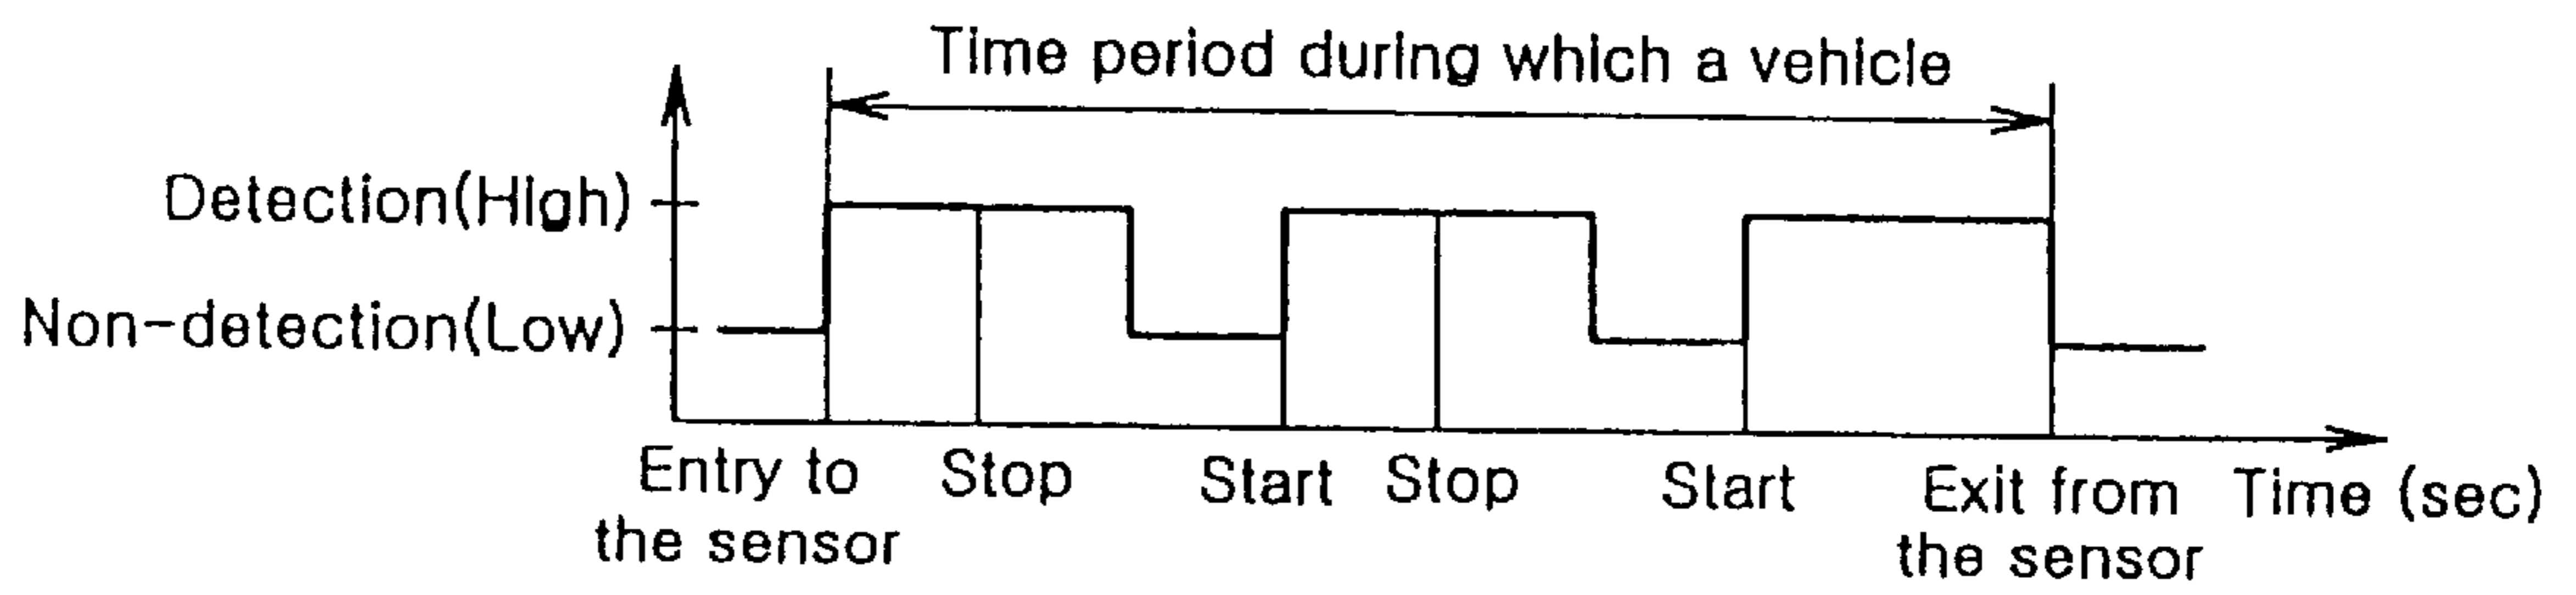 Time period during which a vehicle
Detection(High)
Non-detection(Low)
Entry to
the sensor
Stop
Start
Stop
Start
Exit from
the sensor
Time (sec)